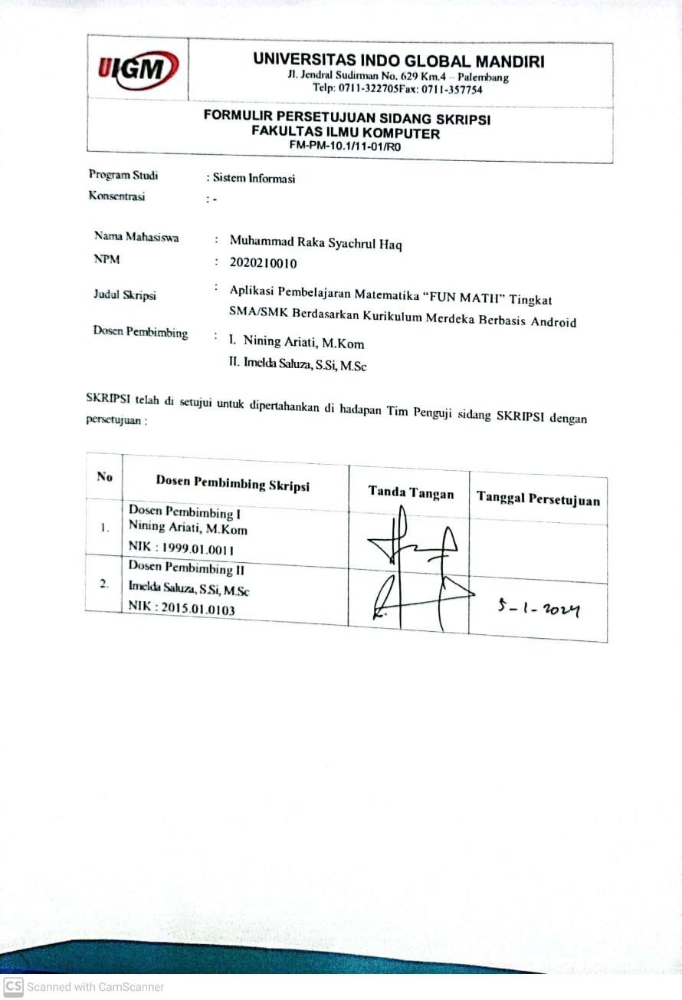 UIGM
UNIVERSITAS INDO GLOBAL MANDIRI
Jl. Jendral Sudirman No. 629 Km.4 – Palembang
Telp: 0711-322705Fax: 0711-357754
FORMULIR PERSETUJUAN SIDANG SKRIPSI
FAKULTAS ILMU KOMPUTER
FM-PM-10.1/11-01/R0
Program Studi : Sistem Informasi
Konsentrasi : -
Nama Mahasiswa : Muhammad Raka Syachrul Haq
NPM : 2020210010
Judul Skripsi : Aplikasi Pembelajaran Matematika “FUN MATH” Tingkat
SMA/SMK Berdasarkan Kurikulum Merdeka Berbasis Android
Dosen Pembimbing : I. Nining Ariati, M.Kom
II. Imelda Saluza, S.Si, M.Sc
SKRIPSI telah di setujui untuk dipertahankan di hadapan Tim Penguji sidang SKRIPSI dengan
persetujuan :
No Dosen Pembimbing Skripsi Tanda Tangan Tanggal Persetujuan
Dosen Pembimbing I
1. Nining Ariati, M.Kom
NIK : 1999.01.0011
Dosen Pembimbing II
2. Imelda Saluza, S.Si, M.Sc 5-1-2024
NIK : 2015.01.0103
CS Scanned with CamScanner